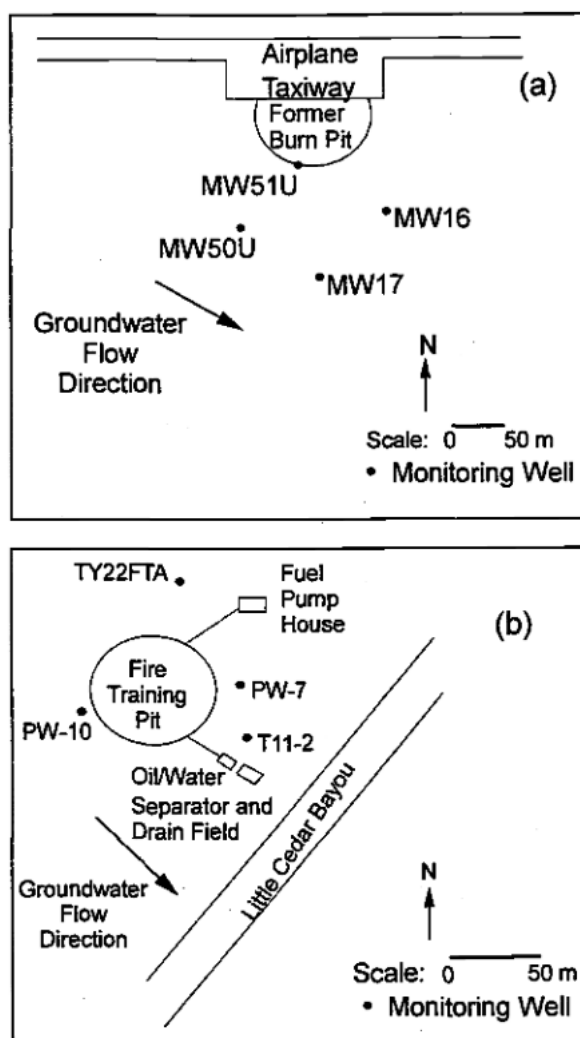 Airplane
Taxiway
(a)
Former
Burn Pit
MW51U
MW16
MW50U
MW17
Groundwater
Flow
Direction
N
Scale: 0 50 m
• Monitoring Well
TY22FTA
Fuel
Pump
House
(b)
Fire
Training
Pit
PW-7
PW-10
T11-2
Oil/Water
Separator and
Drain Field
Little Cedar Bayou
Groundwater
Flow
Direction
N
Scale: 0 50 m
• Monitoring Well